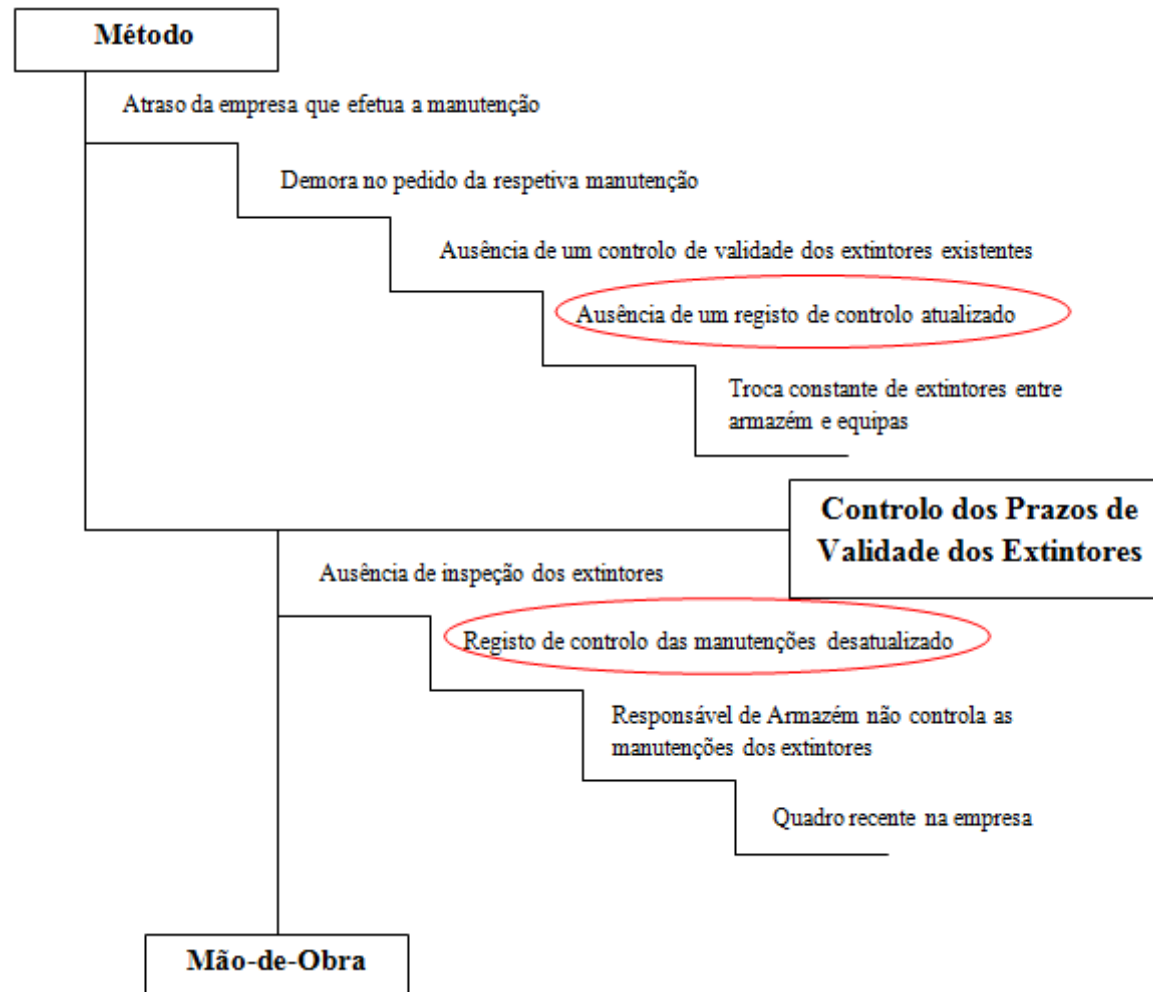 Método
Atraso da empresa que efetua a manutenção
Demora no pedido da respetiva manutenção
Ausência de um controlo de validade dos extintores existentes
Ausência de um registo de controlo atualizado
Troca constante de extintores entre
armazém e equipas
Controlo dos Prazos de
Validade dos Extintores
Ausência de inspeção dos extintores
Registo de controlo das manutenções desatualizado
Responsável de Armazém não controla as
manutenções dos extintores
Quadro recente na empresa
Mão-de-Obra